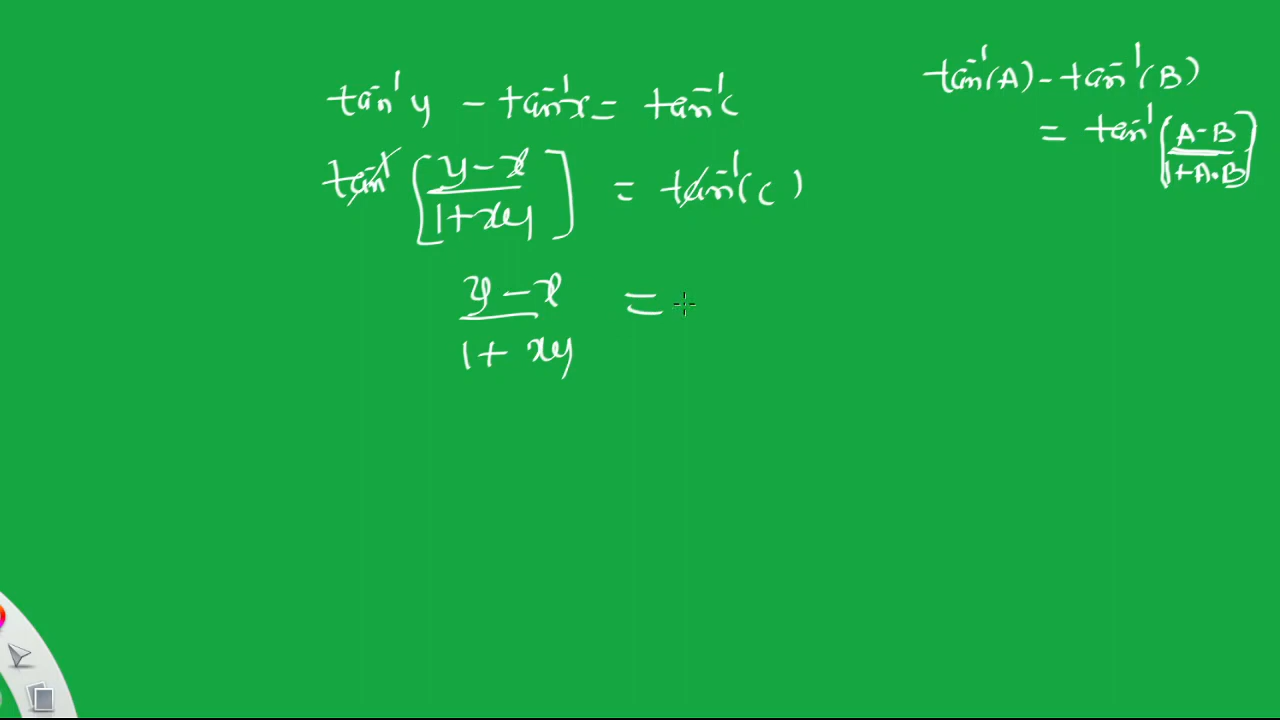 tan⁻¹ y - tan⁻¹x = tan⁻¹c
tan⁻¹ [(y-x)/(1+xy)] = tan⁻¹(c)
(y-x)/(1+xy) =
tan⁻¹(A) - tan⁻¹(B)
= tan⁻¹ [(A-B)/(1+A·B)]